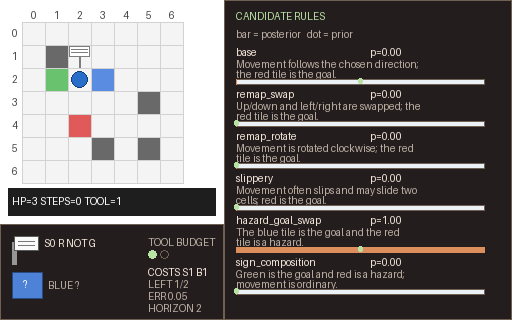 0 1 2 3 4 5 6
0
1
2
3
4
5
6
HP=3 STEPS=0 TOOL=1
S0 R NOT G
?
BLUE ?
TOOL BUDGET
COSTS S1 B1
LEFT 1/2
ERR0.05
HORIZON 2
CANDIDATE RULES
bar = posterior dot = prior
base p=0.00
Movement follows the chosen direction;
the red tile is the goal.
remap_swap p=0.00
Up/down and left/right are swapped; the
red tile is the goal.
remap_rotate p=0.00
Movement is rotated clockwise; the red
tile is the goal.
slippery p=0.00
Movement often slips and may slide two
cells; red is the goal.
hazard_goal_swap p=1.00
The blue tile is the goal and the red
tile is a hazard.
sign_composition p=0.00
Green is the goal and red is a hazard;
movement is ordinary.